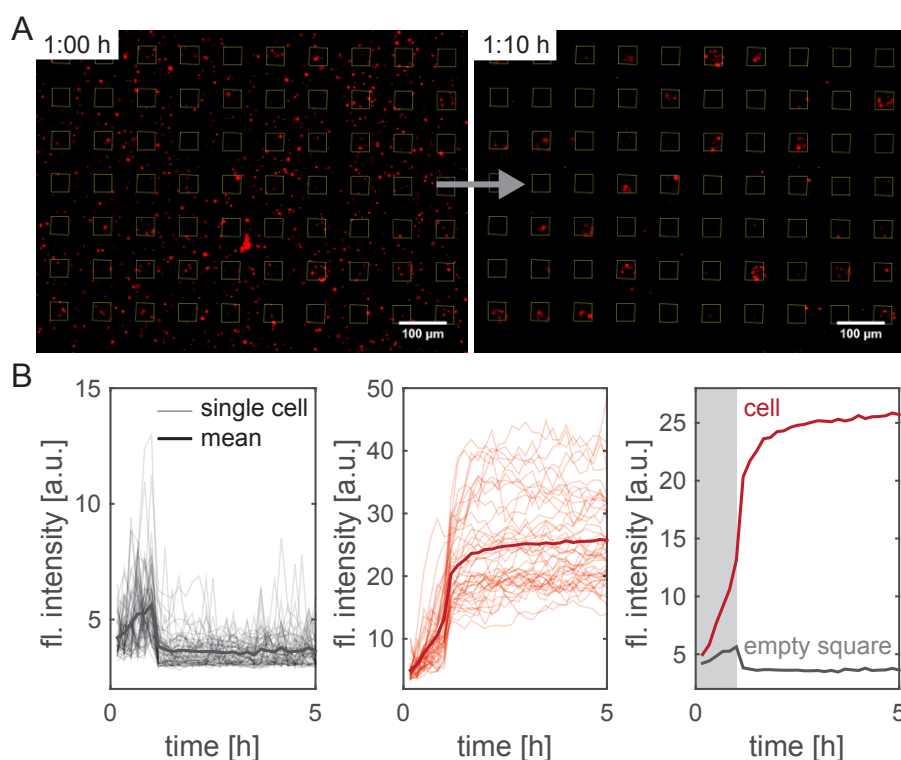 A
1:00 h
1:10 h
100 µm
100 µm
B
15
10
5
0
5
fl. intensity [a.u.]
time [h]
single cell
mean
50
40
30
20
10
0
5
fl. intensity [a.u.]
time [h]
25
20
15
10
5
0
5
fl. intensity [a.u.]
time [h]
cell
empty square